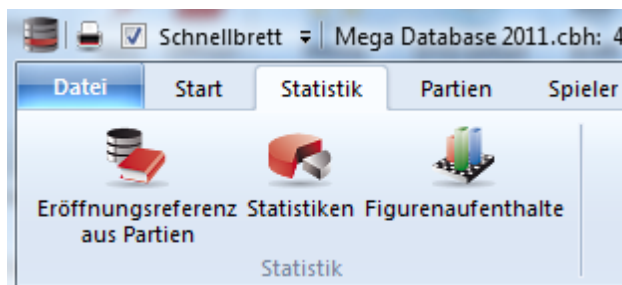 Schnellbrett Mega Database 2011.cbh: 4
Datei Start Statistik Partien Spieler
Eröffnungsreferenz Statistiken Figurenaufenthalte
aus Partien
Statistik